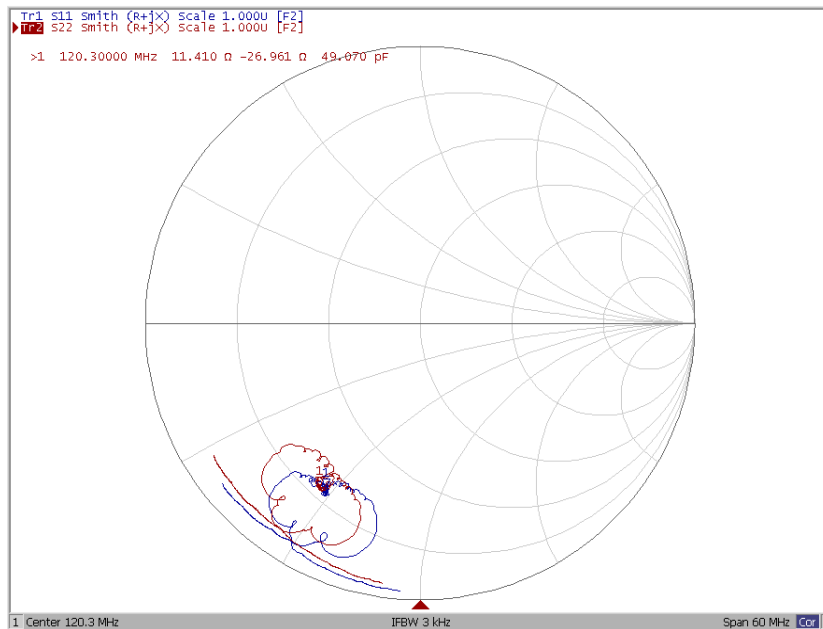 Tr1 S11 Smith (R+jX) Scale 1.000U [F2]
Tr2 S22 Smith (R+jX) Scale 1.000U [F2]
>1 120.30000 MHz 11.410 Ω -26.961 Ω 49.070 pF
1 Center 120.3 MHz IFBW 3 kHz Span 60 MHz Cor